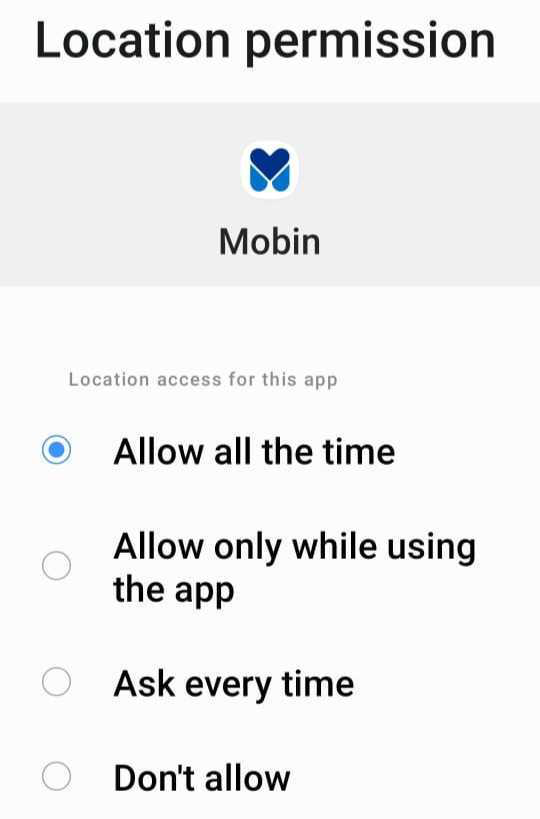 Location permission
Mobin
Location access for this app
Allow all the time
Allow only while using
the app
Ask every time
Don't allow